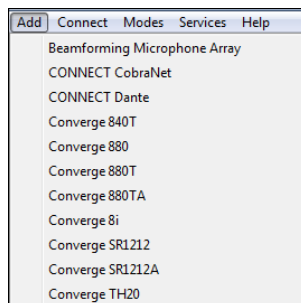 Add Connect Modes Services Help
Beamforming Microphone Array
CONNECT CobraNet
CONNECT Dante
Converge 840T
Converge 880
Converge 880T
Converge 880TA
Converge 8i
Converge SR1212
Converge SR1212A
Converge TH20